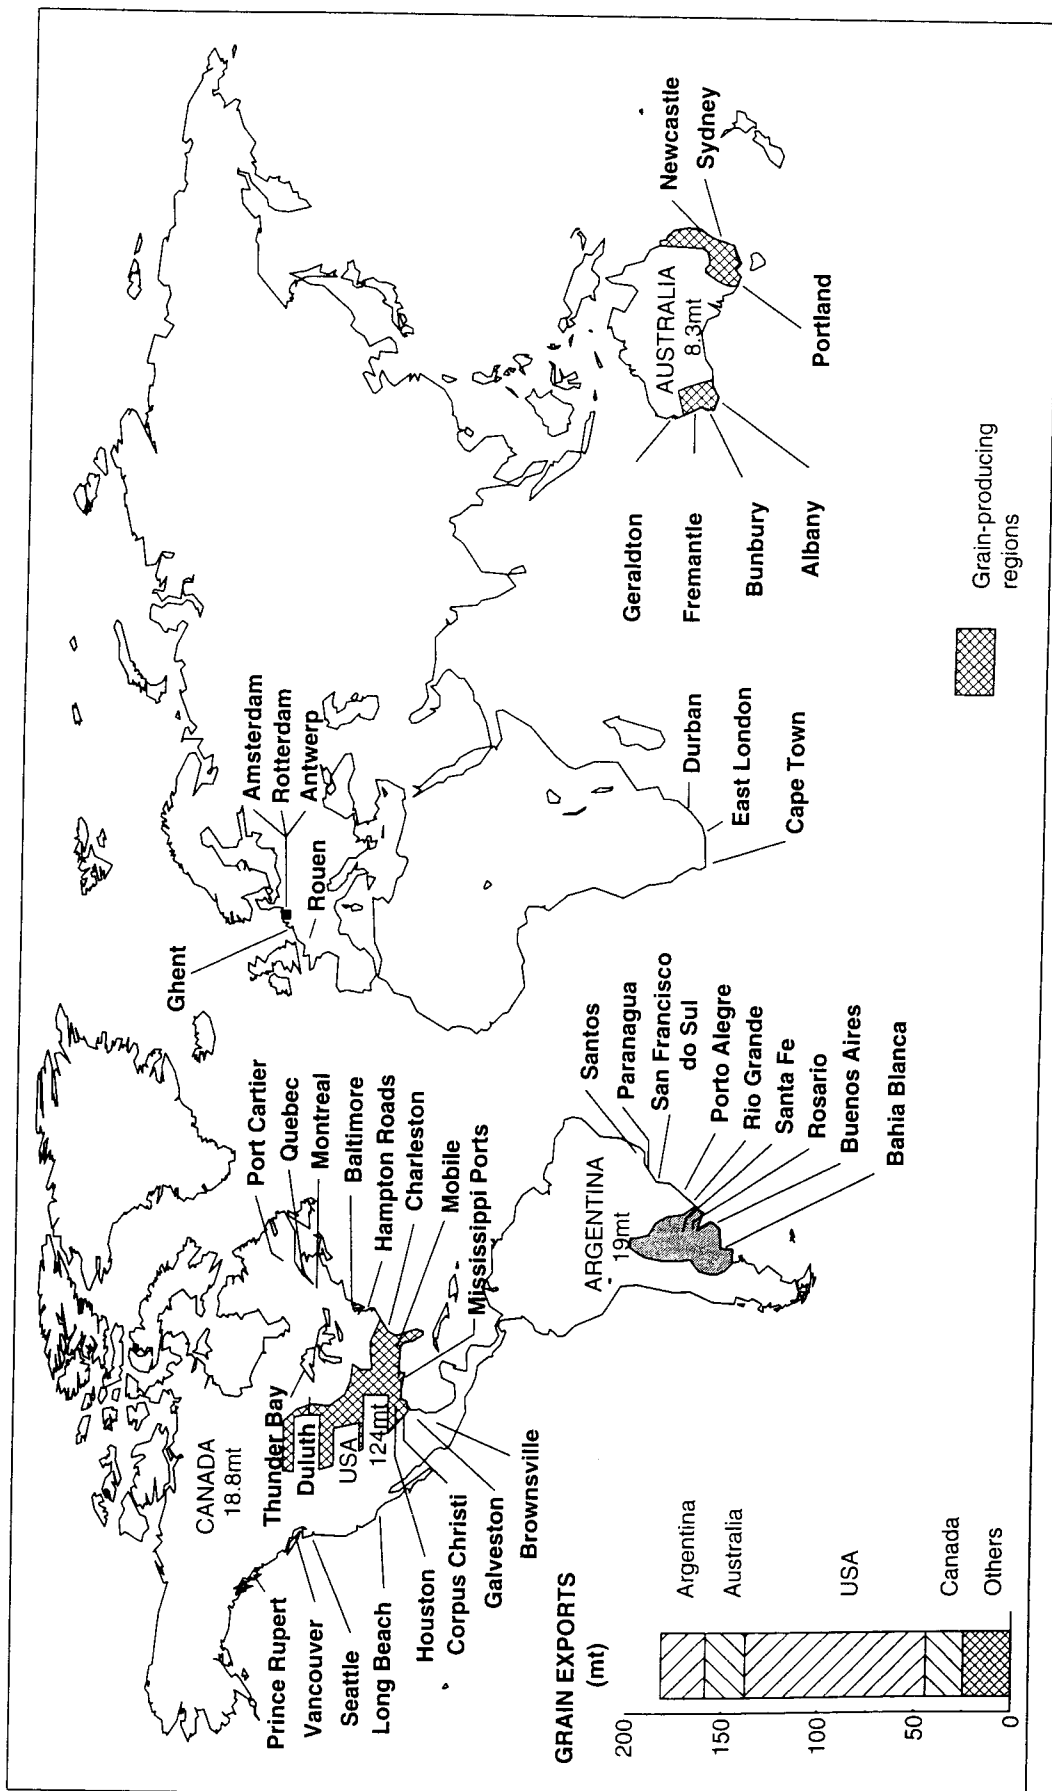 Ghent
Amsterdam
Rotterdam
Antwerp
Rouen
Port Cartier
Quebec
Montreal
Baltimore
Hampton Roads
Charleston
Mobile
Mississippi Ports
CANADA
18.8mt
Thunder Bay
Duluth
USA
124mt
Prince Rupert
Vancouver
Seattle
Long Beach
Houston
Corpus Christi
Galveston
Brownsville
ARGENTINA
19mt
Santos
Paranagua
San Francisco
do Sul
Porto Alegre
Rio Grande
Santa Fe
Rosario
Buenos Aires
Bahia Blanca
Durban
East London
Cape Town
AUSTRALIA
8.3mt
Newcastle
Sydney
Portland
Geraldton
Fremantle
Bunbury
Albany
GRAIN EXPORTS
(mt)
200
150
100
50
0
Argentina
Australia
USA
Canada
Others
Grain-producing
regions